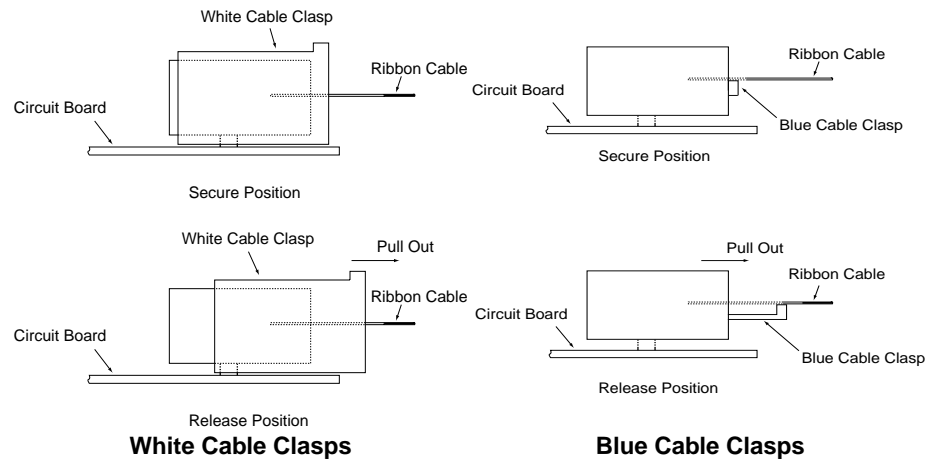 White Cable Clasp
Ribbon Cable
Circuit Board
Secure Position
White Cable Clasp
Pull Out
Ribbon Cable
Circuit Board
Release Position
White Cable Clasps
Ribbon Cable
Circuit Board
Blue Cable Clasp
Secure Position
Pull Out
Ribbon Cable
Circuit Board
Blue Cable Clasp
Release Position
Blue Cable Clasps